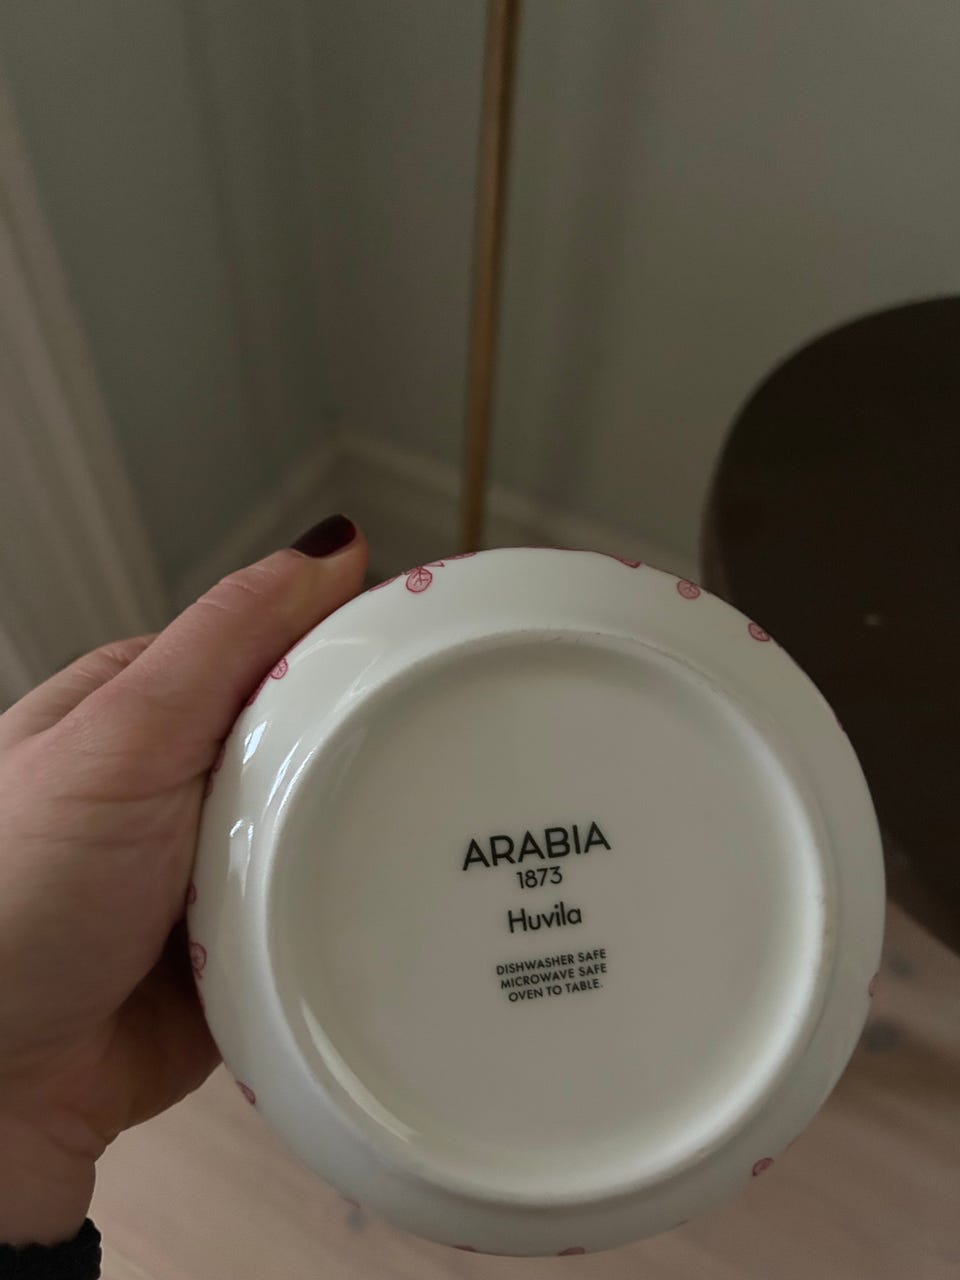 ARABIA
1873
Huvila
DISHWASHER SAFE
MICROWAVE SAFE
OVEN TO TABLE.